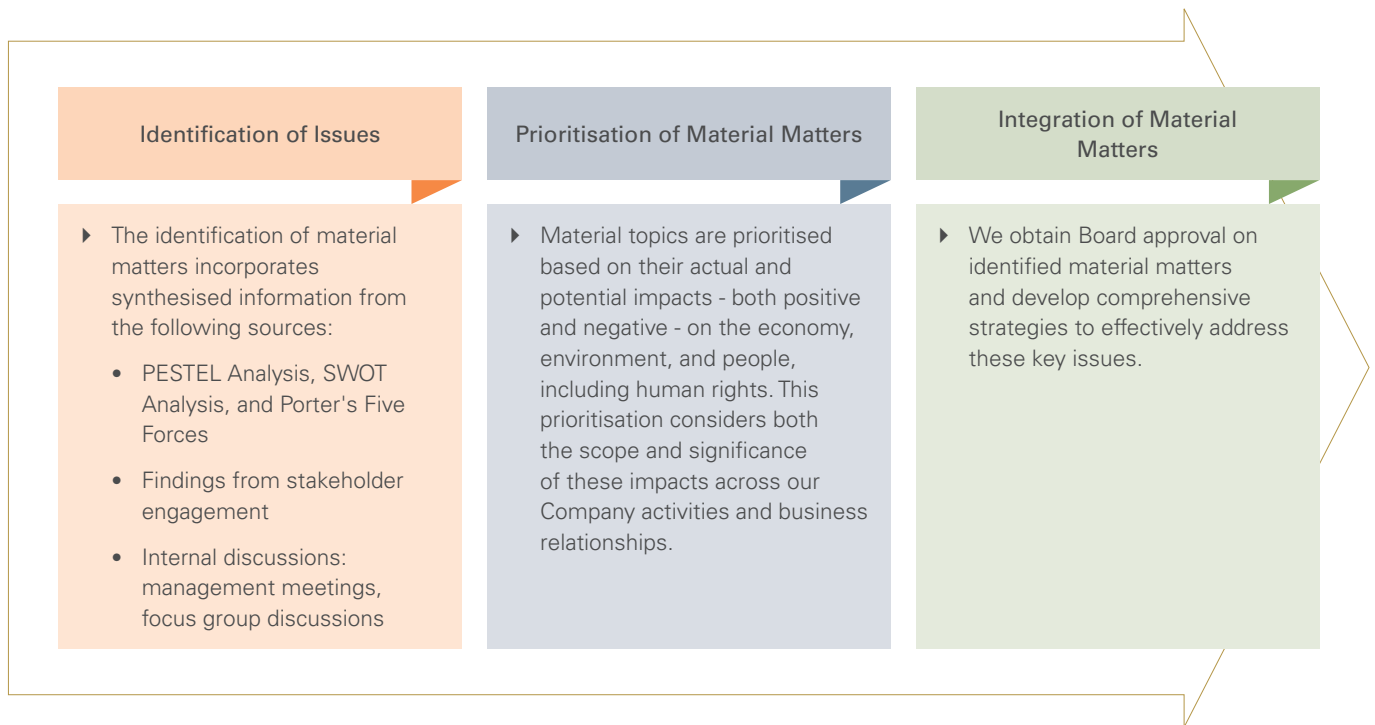 Identification of Issues
‣ The identification of material
matters incorporates
synthesised information from
the following sources:
• PESTEL Analysis, SWOT
Analysis, and Porter's Five
Forces
• Findings from stakeholder
engagement
• Internal discussions:
management meetings,
focus group discussions
Prioritisation of Material Matters
‣ Material topics are prioritised
based on their actual and
potential impacts - both positive
and negative - on the economy,
environment, and people,
including human rights. This
prioritisation considers both
the scope and significance
of these impacts across our
Company activities and business
relationships.
Integration of Material
Matters
‣ We obtain Board approval on
identified material matters
and develop comprehensive
strategies to effectively address
these key issues.